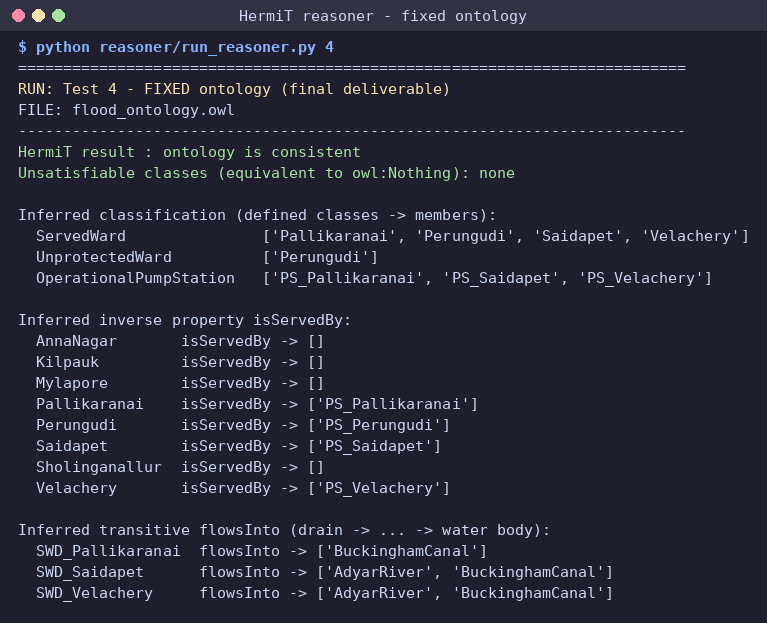 HermiT reasoner - fixed ontology
$ python reasoner/run_reasoner.py 4
==========================================================================
RUN: Test 4 - FIXED ontology (final deliverable)
FILE: flood_ontology.owl
--------------------------------------------------------------------------
HermiT result : ontology is consistent
Unsatisfiable classes (equivalent to owl:Nothing): none

Inferred classification (defined classes -> members):
  ServedWard               ['Pallikaranai', 'Perungudi', 'Saidapet', 'Velachery']
  UnprotectedWard          ['Perungudi']
  OperationalPumpStation   ['PS_Pallikaranai', 'PS_Saidapet', 'PS_Velachery']

Inferred inverse property isServedBy:
  AnnaNagar       isServedBy -> []
  Kilpauk         isServedBy -> []
  Mylapore        isServedBy -> []
  Pallikaranai    isServedBy -> ['PS_Pallikaranai']
  Perungudi       isServedBy -> ['PS_Perungudi']
  Saidapet        isServedBy -> ['PS_Saidapet']
  Sholinganallur  isServedBy -> []
  Velachery       isServedBy -> ['PS_Velachery']

Inferred transitive flowsInto (drain -> ... -> water body):
  SWD_Pallikaranai  flowsInto -> ['BuckinghamCanal']
  SWD_Saidapet      flowsInto -> ['AdyarRiver', 'BuckinghamCanal']
  SWD_Velachery     flowsInto -> ['AdyarRiver', 'BuckinghamCanal']